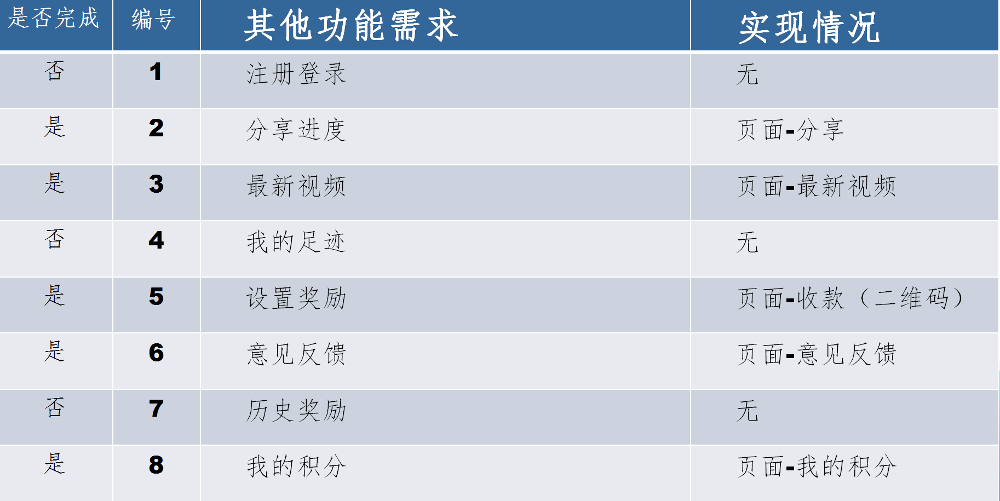 是否完成 编号 其他功能需求 实现情况
否 1 注册登录 无
是 2 分享进度 页面-分享
是 3 最新视频 页面-最新视频
否 4 我的足迹 无
是 5 设置奖励 页面-收款（二维码）
是 6 意见反馈 页面-意见反馈
否 7 历史奖励 无
是 8 我的积分 页面-我的积分